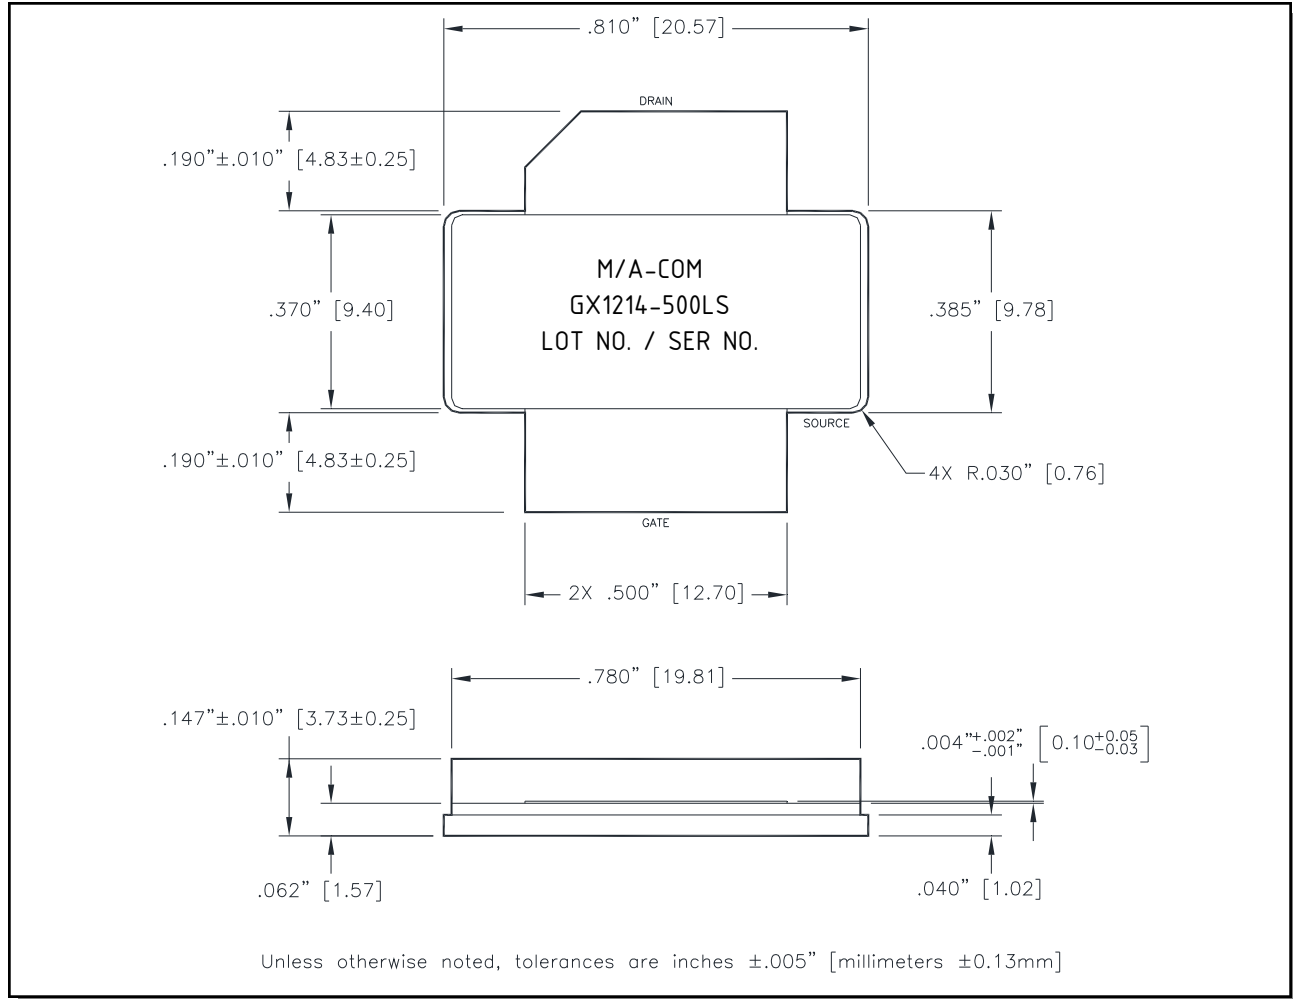 .810” [20.57]
DRAIN
.190”±.010” [4.83±0.25]
M/A-COM
GX1214-500LS
LOT NO. / SER NO.
.370” [9.40]
.385” [9.78]
SOURCE
.190”±.010” [4.83±0.25]
4X R.030” [0.76]
GATE
2X .500” [12.70]
.780” [19.81]
.147”±.010” [3.73±0.25]
.004”+.002” -.001” [0.10+0.05 -0.03]
.062” [1.57]
.040” [1.02]
Unless otherwise noted, tolerances are inches ±.005” [millimeters ±0.13mm]